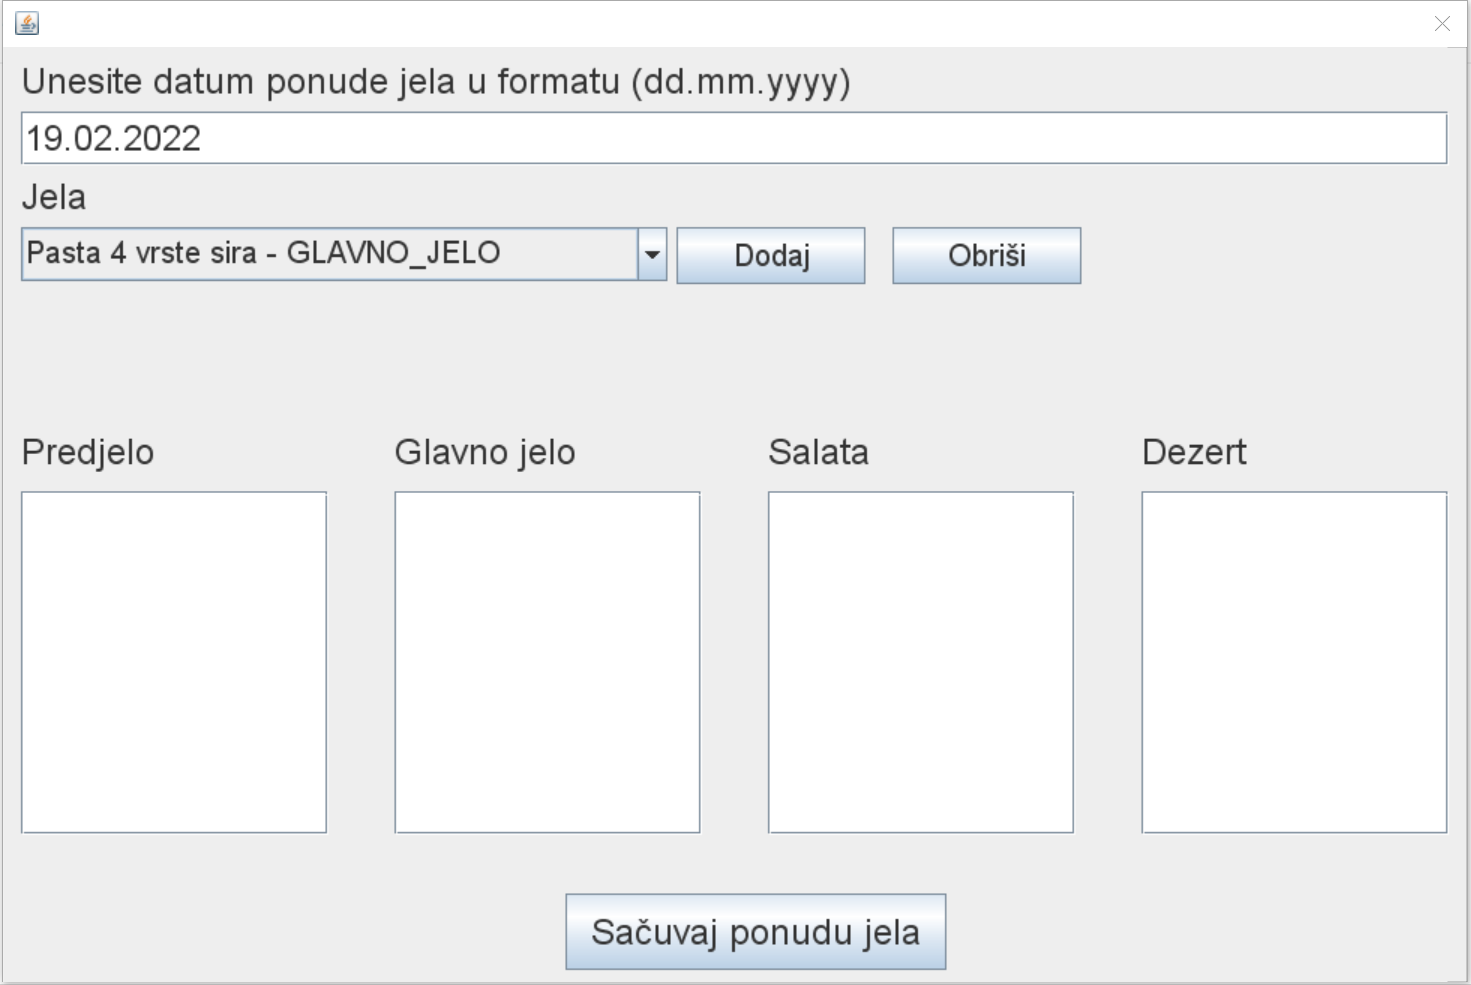 Unesite datum ponude jela u formatu (dd.mm.yyyy)
19.02.2022
Jela
Pasta 4 vrste sira - GLAVNO_JELO Dodaj Obriši
Predjelo Glavno jelo Salata Dezert
Sačuvaj ponudu jela